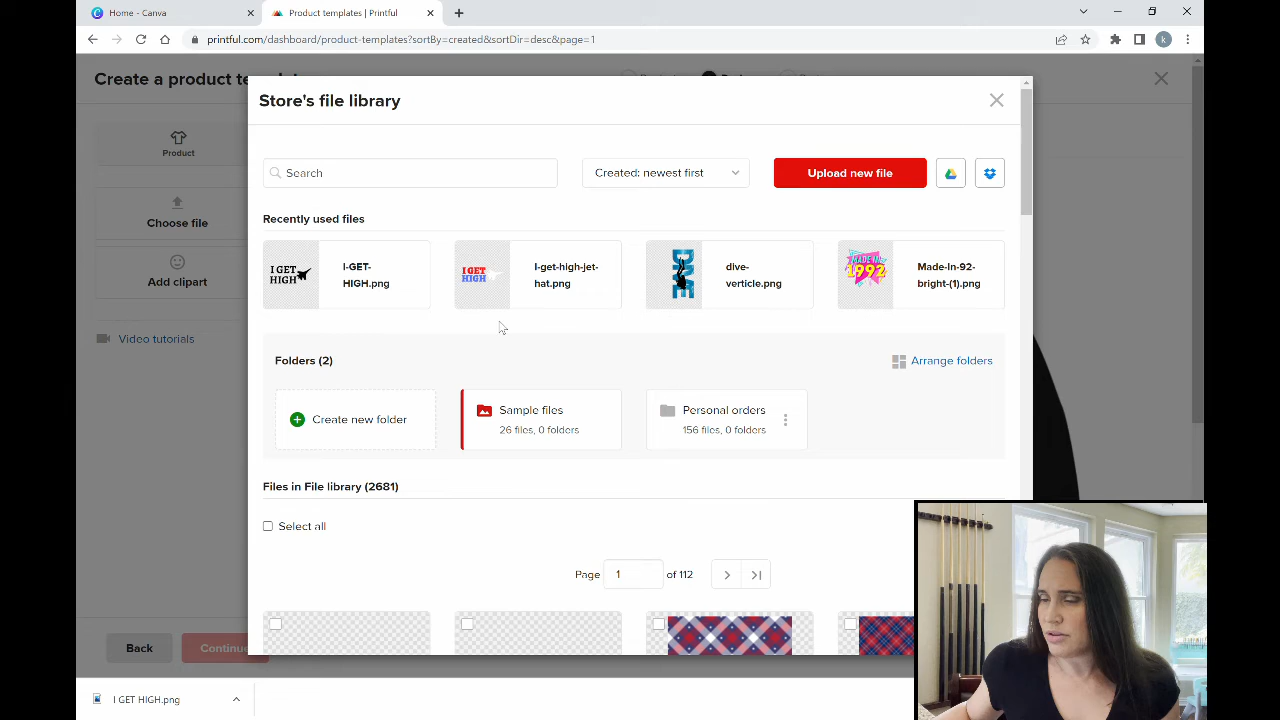 Home - Canva
Product templates | Printful
printful.com/dashboard/product-templates?sortBy=created&sortDir=desc&page=1
k
Create a product
Store's file library
Product
Search
Created: newest first
Upload new file
Choose file
Recently used files
I GET HIGH
I-GET-HIGH.png
I GET HIGH
I-get-high-jet-hat.png
DIVE
dive-verticle.png
MADE IN 1992
Made-In-92-bright-(1).png
Add clipart
Video tutorials
Folders (2)
Arrange folders
Create new folder
Sample files
26 files, 0 folders
Personal orders
156 files, 0 folders
Files in File library (2681)
Select all
Page 1 of 112
Back
Continue
I GET HIGH.png